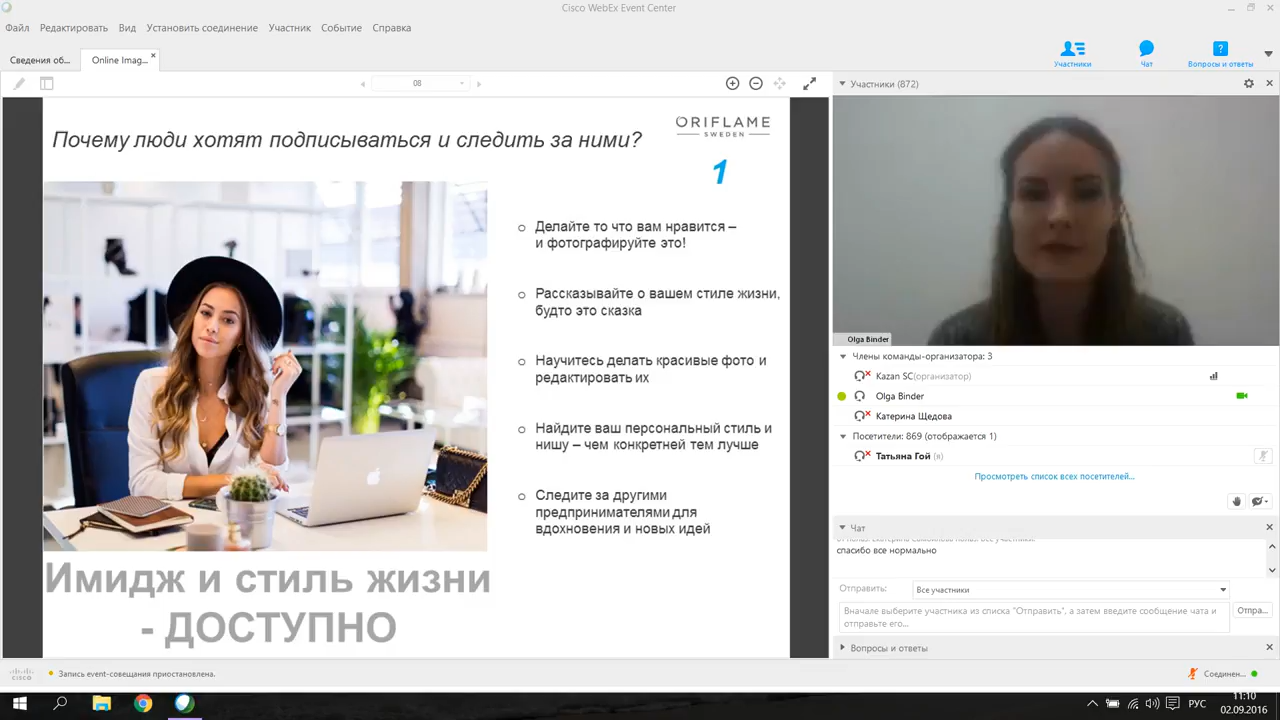 Cisco WebEx Event Center
Файл Редактировать Вид Установить соединение Участник Событие Справка
Сведения об... Online Imag...
Участники Чат Вопросы и ответы
08
Почему люди хотят подписываться и следить за ними?
ORIFLAME
SWEDEN
1
Делайте то что вам нравится –
и фотографируйте это!
Рассказывайте о вашем стиле жизни,
будто это сказка
Научитесь делать красивые фото и
редактировать их
Найдите ваш персональный стиль и
нишу – чем конкретней тем лучше
Следите за другими
предпринимателями для
вдохновения и новых идей
Имидж и стиль жизни
- ДОСТУПНО
Участники (872)
Olga Binder
Члены команды-организатора: 3
Kazan SC(организатор)
Olga Binder
Катерина Щедова
Посетители: 869 (отображается 1)
Татьяна Гой (я)
Просмотреть список всех посетителей...
Чат
спасибо все нормально
Отправить: Все участники
Вначале выберите участника из списка "Отправить", а затем введите сообщение чата и
отправьте его...
Отпра...
Вопросы и ответы
cisco Запись event-совещания приостановлена.
Соединен...
РУС
11:10
02.09.2016